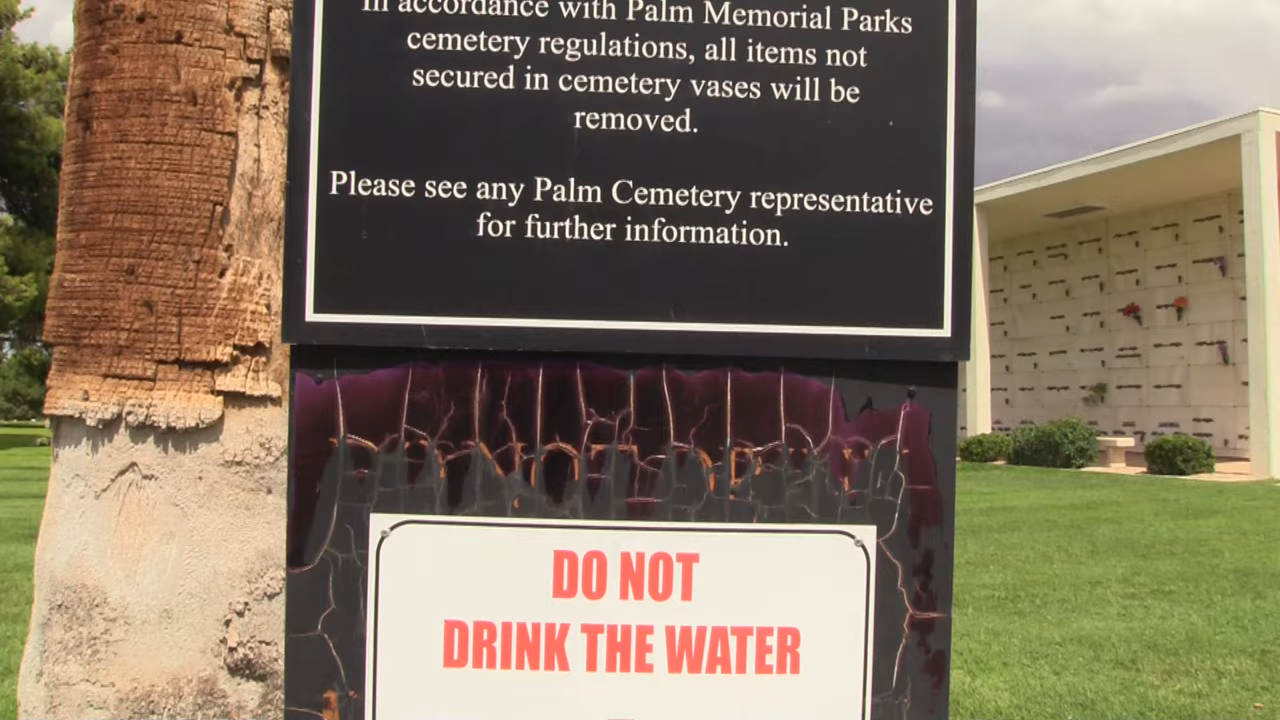 In accordance with Palm Memorial Parks
cemetery regulations, all items not
secured in cemetery vases will be
removed.
Please see any Palm Cemetery representative
for further information.
DO NOT
DRINK THE WATER